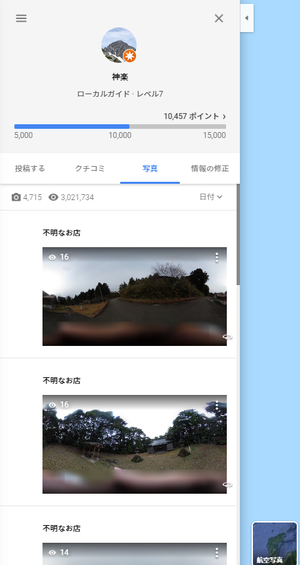 神楽
ローカルガイド · レベル7
10,457 ポイント ›
5,000 10,000 15,000
投稿する クチコミ 写真 情報の修正
4,715 3,021,734 日付
不明なお店
16
不明なお店
16
不明なお店
14
航空写真